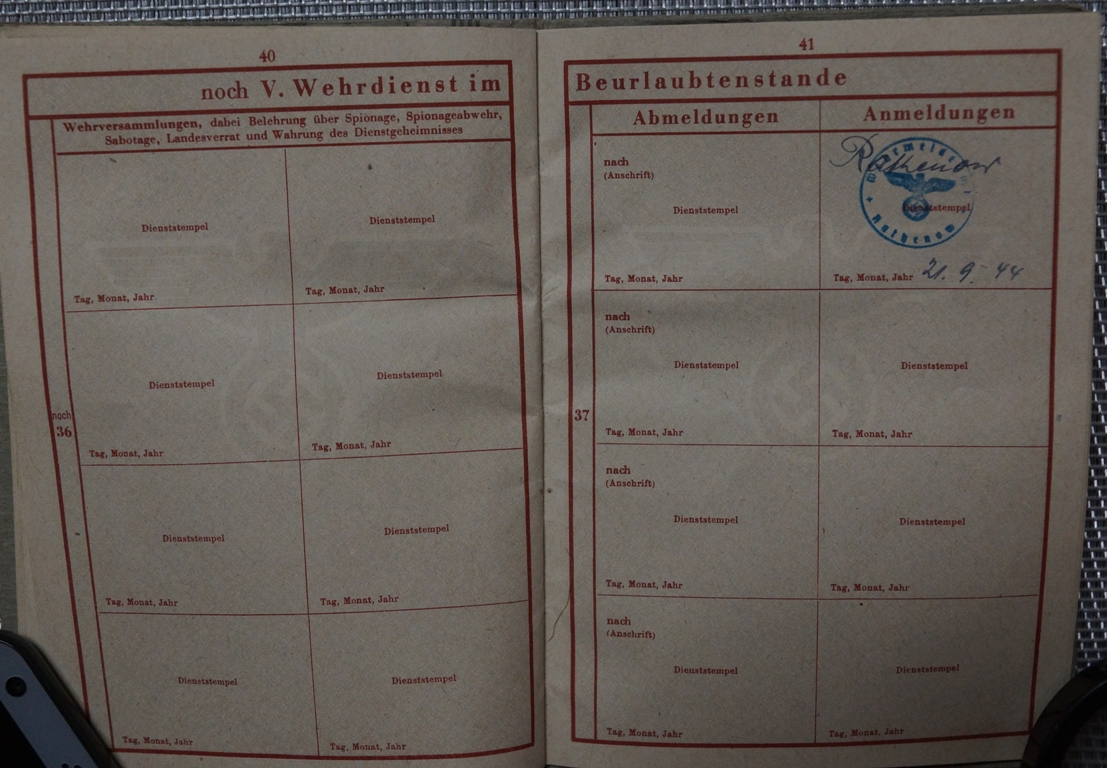 40
noch V. Wehrdienst im
Wehrversammlungen, dabei Belehrung über Spionage, Spionageabwehr,
Sabotage, Landesverrat und Wahrung des Dienstgeheimnisses
Dienststempel Dienststempel
Tag, Monat, Jahr Tag, Monat, Jahr
Dienststempel Dienststempel
noch
36
Tag, Monat, Jahr Tag, Monat, Jahr
Dienststempel Dienststempel
Tag, Monat, Jahr Tag, Monat, Jahr
Dienststempel Dienststempel
Tag, Monat, Jahr Tag, Monat, Jahr
41
Beurlaubtenstande
Abmeldungen Anmeldungen
nach Rathenow
(Anschrift)
Dienststempel Dienststempel
Rathenow
Tag, Monat, Jahr Tag, Monat, Jahr 21. 9. 44
nach
(Anschrift)
Dienststempel Dienststempel
37
Tag, Monat, Jahr Tag, Monat, Jahr
nach
(Anschrift)
Dienststempel Dienststempel
Tag, Monat, Jahr Tag, Monat, Jahr
nach
(Anschrift)
Dienststempel Dienststempel
Tag, Monat, Jahr Tag, Monat, Jahr